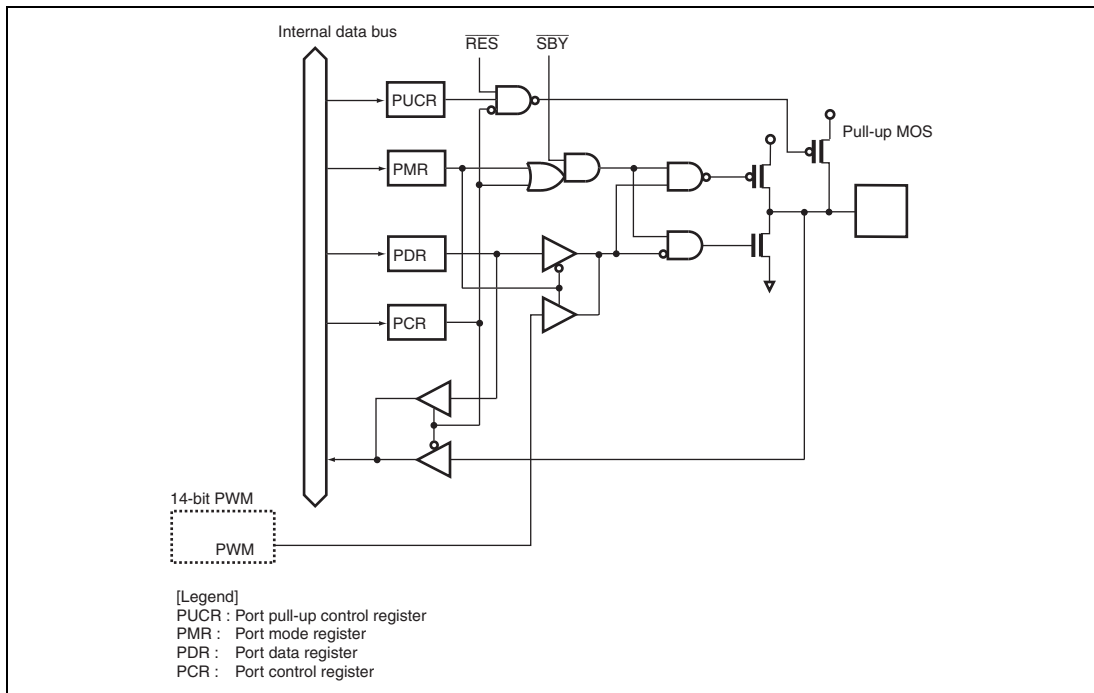 Internal data bus
RES
SBY
PUCR
Pull-up MOS
PMR
PDR
PCR
14-bit PWM
PWM
[Legend]
PUCR : Port pull-up control register
PMR : Port mode register
PDR : Port data register
PCR : Port control register